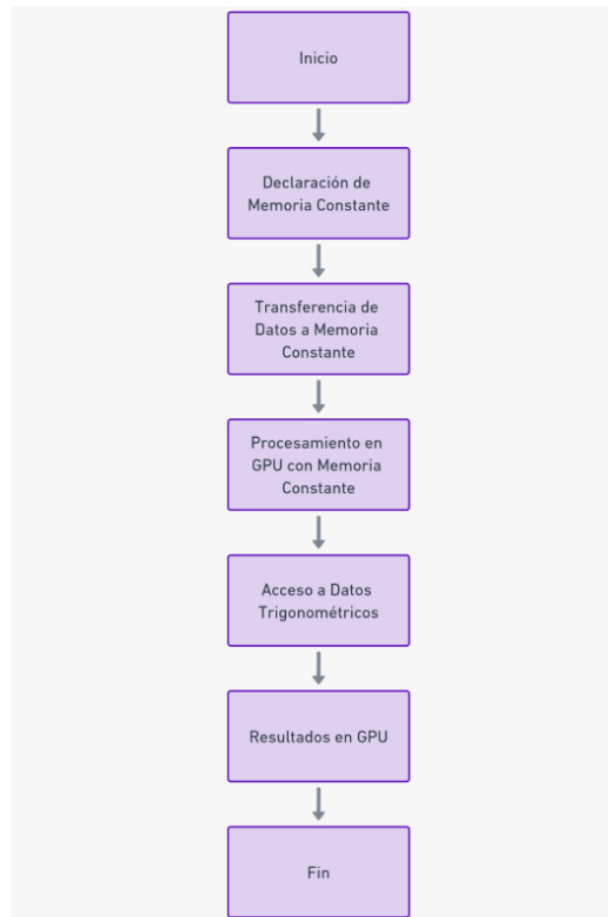 Inicio
Declaración de
Memoria Constante
Transferencia de
Datos a Memoria
Constante
Procesamiento en
GPU con Memoria
Constante
Acceso a Datos
Trigonométricos
Resultados en GPU
Fin